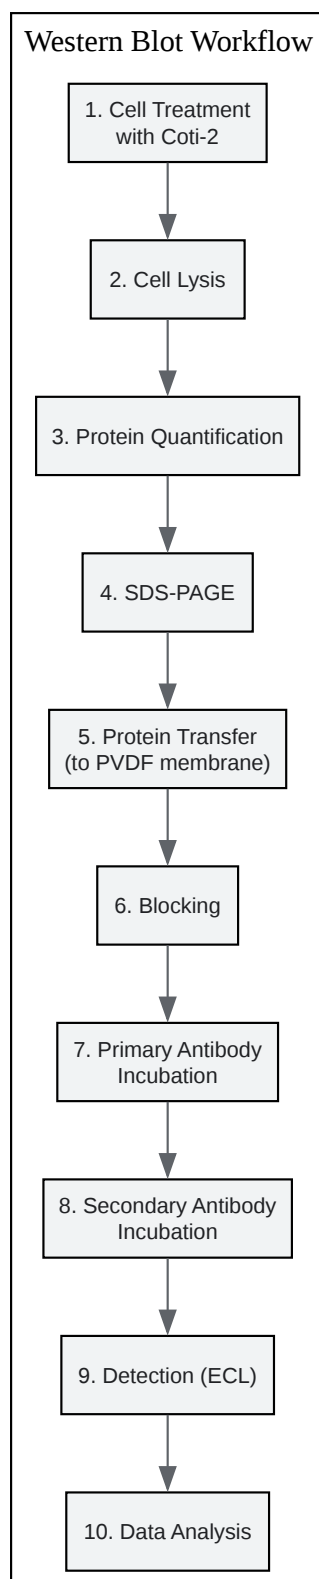 Western Blot Workflow
1. Cell Treatment
with Coti-2
2. Cell Lysis
3. Protein Quantification
4. SDS-PAGE
5. Protein Transfer
(to PVDF membrane)
6. Blocking
7. Primary Antibody
Incubation
8. Secondary Antibody
Incubation
9. Detection (ECL)
10. Data Analysis